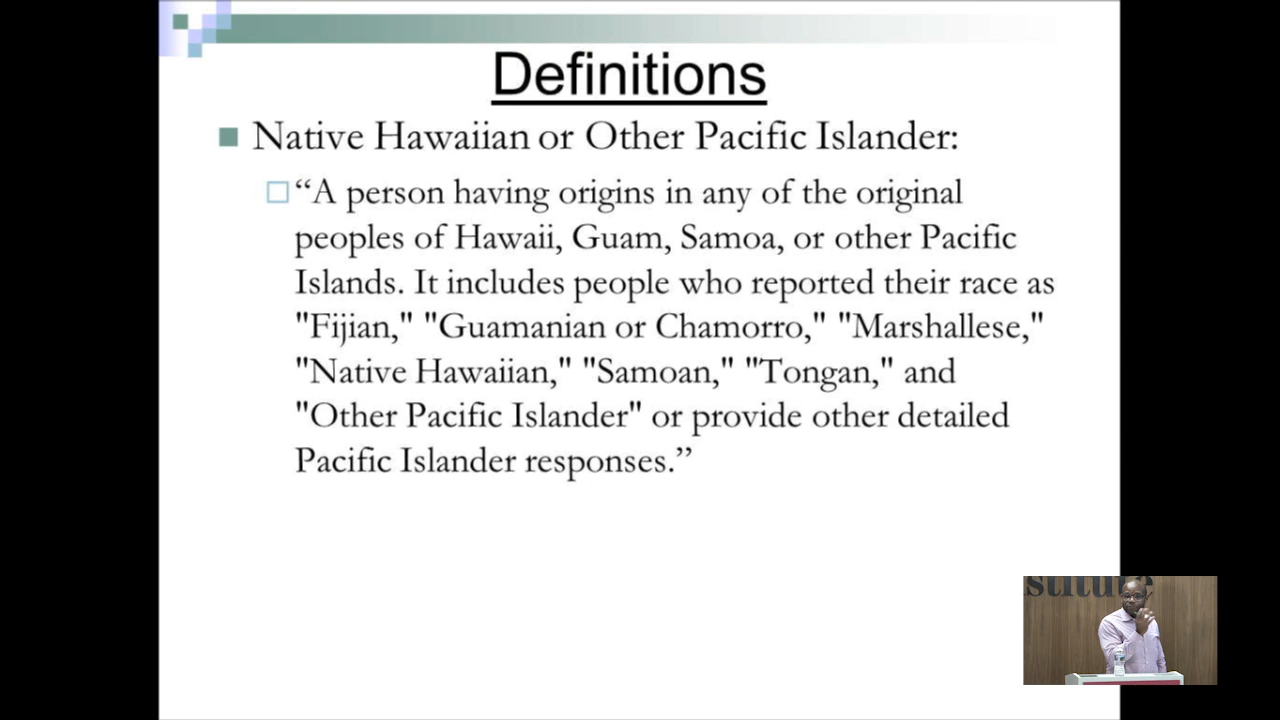 Definitions
Native Hawaiian or Other Pacific Islander:
“A person having origins in any of the original
peoples of Hawaii, Guam, Samoa, or other Pacific
Islands. It includes people who reported their race as
"Fijian," "Guamanian or Chamorro," "Marshallese,"
"Native Hawaiian," "Samoan," "Tongan," and
"Other Pacific Islander" or provide other detailed
Pacific Islander responses.”